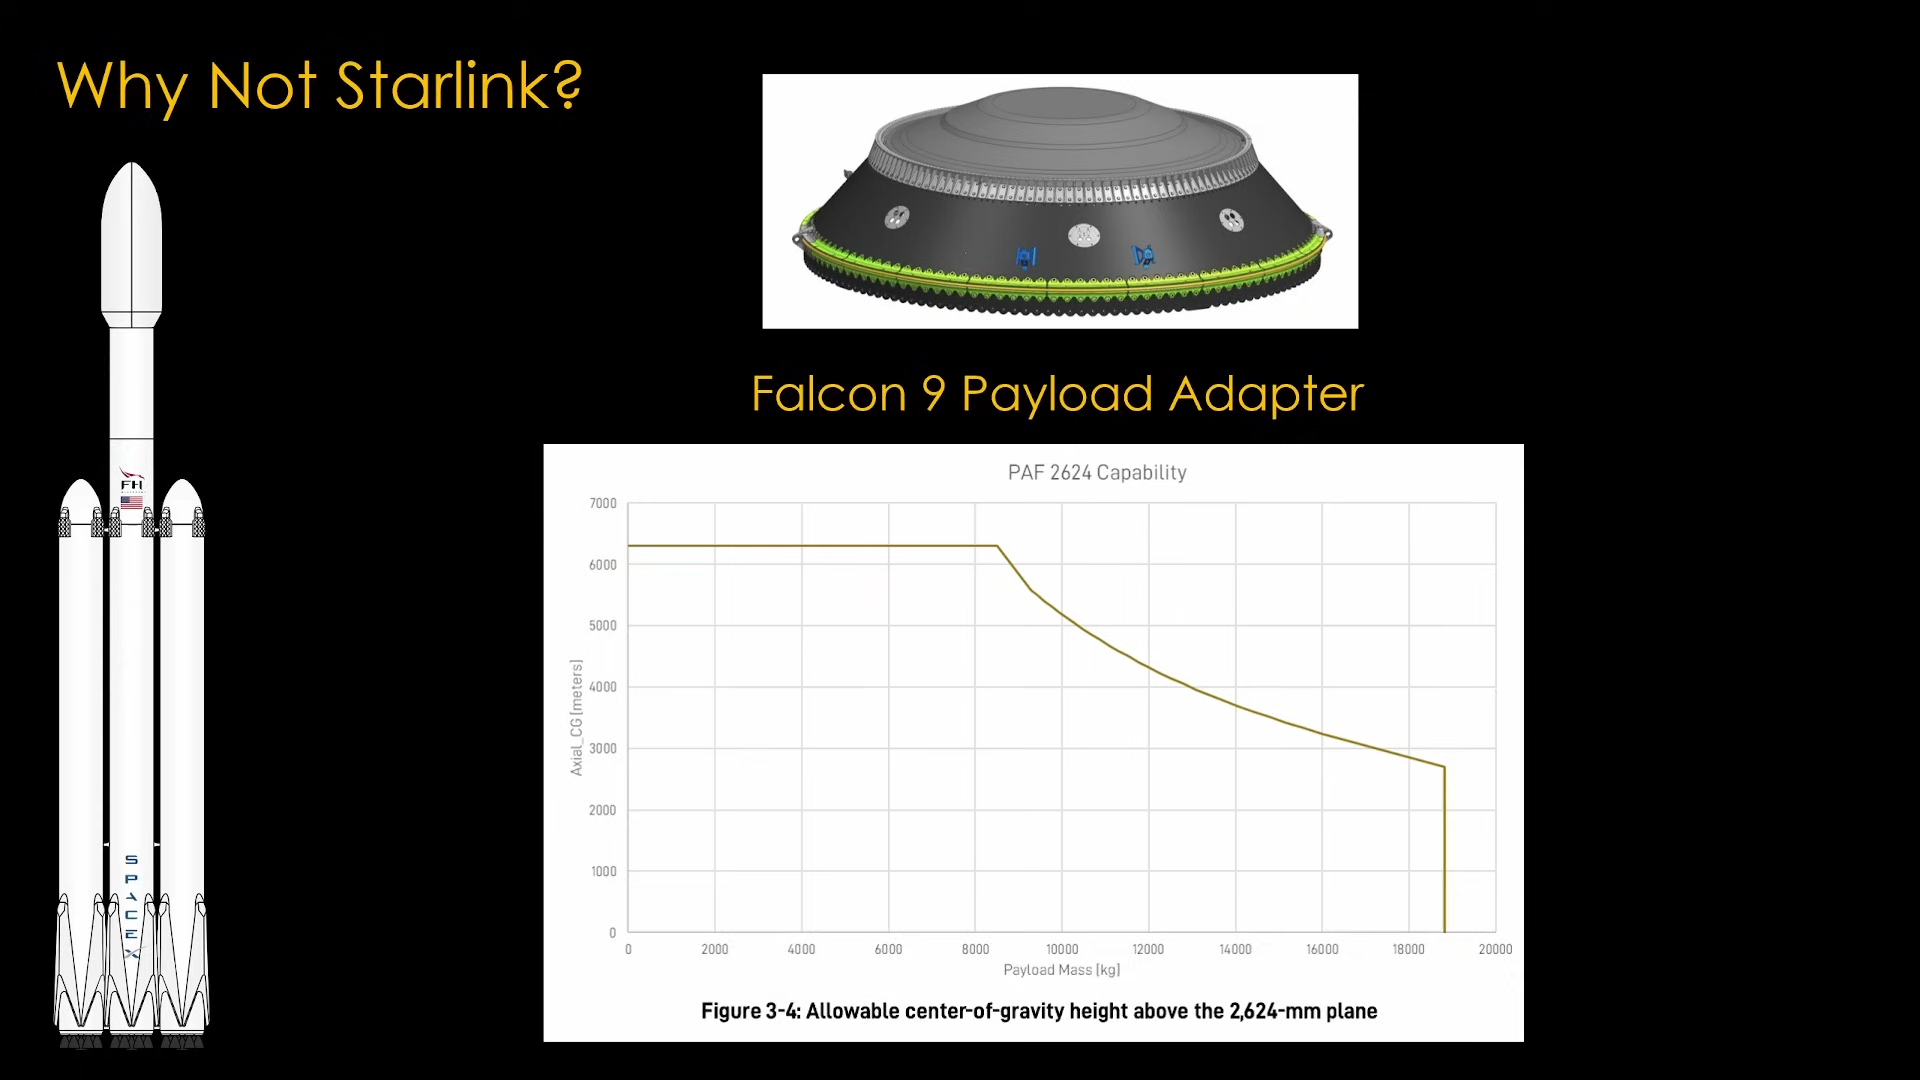 Why Not Starlink?
FH
S
P
A
C
E
X
Falcon 9 Payload Adapter
PAF 2624 Capability
7000
6000
5000
4000
3000
2000
1000
0
Axial_CG [meters]
0 2000 4000 6000 8000 10000 12000 14000 16000 18000 20000
Payload Mass [kg]
Figure 3-4: Allowable center-of-gravity height above the 2,624-mm plane